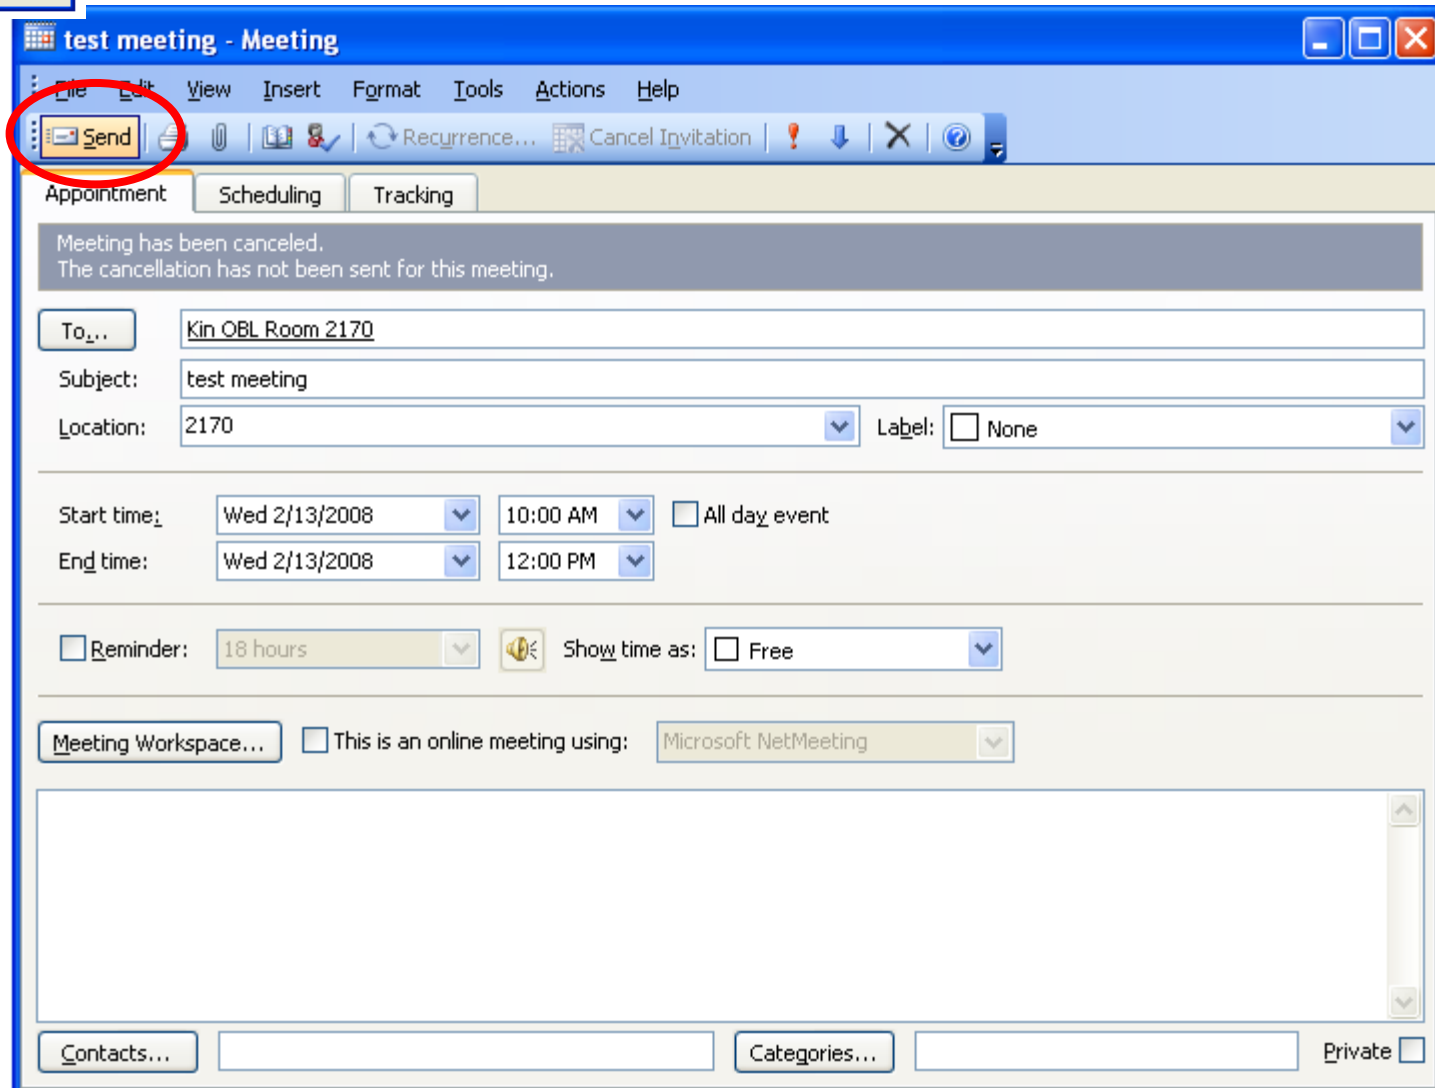 test meeting - Meeting
File Edit View Insert Format Tools Actions Help
Send Recurrence... Cancel Invitation
Appointment Scheduling Tracking
Meeting has been canceled.
The cancellation has not been sent for this meeting.
To... Kin OBL Room 2170
Subject: test meeting
Location: 2170 Label: None
Start time: Wed 2/13/2008 10:00 AM All day event
End time: Wed 2/13/2008 12:00 PM
Reminder: 18 hours Show time as: Free
Meeting Workspace... This is an online meeting using: Microsoft NetMeeting
Contacts... Categories... Private